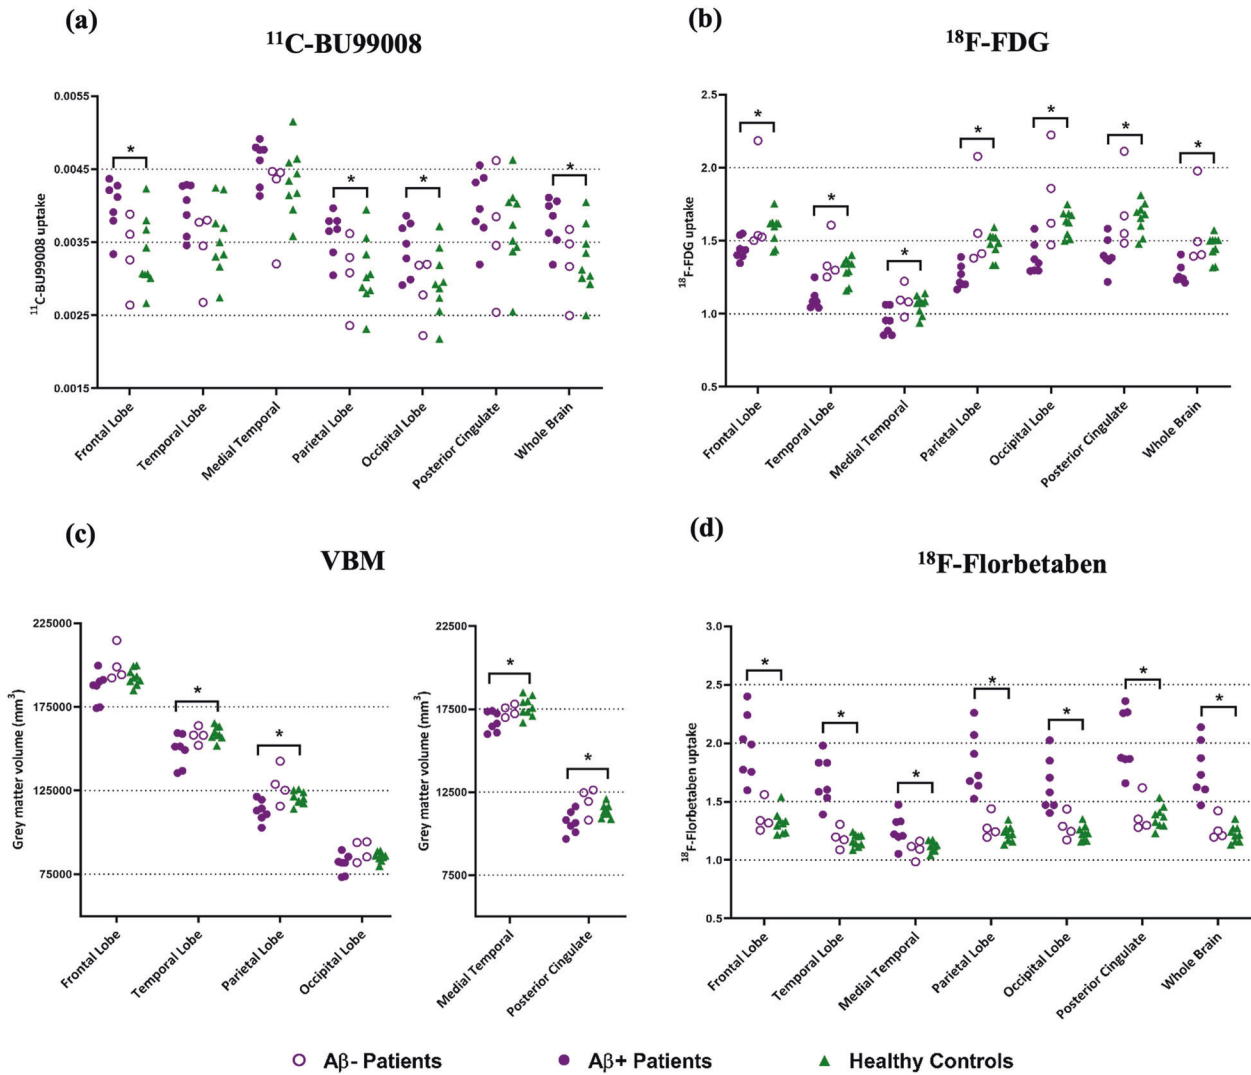 (a)
¹¹C-BU99008
¹¹C-BU99008 uptake
0.0055
0.0045
0.0035
0.0025
0.0015
* * * *
Frontal Lobe
Temporal Lobe
Medial Temporal
Parietal Lobe
Occipital Lobe
Posterior Cingulate
Whole Brain
(b)
¹⁸F-FDG
¹⁸F-FDG uptake
2.5
2.0
1.5
1.0
0.5
* * * * * * *
Frontal Lobe
Temporal Lobe
Medial Temporal
Parietal Lobe
Occipital Lobe
Posterior Cingulate
Whole Brain
(c)
VBM
Grey matter volume (mm³)
225000
175000
125000
75000
* *
Frontal Lobe
Temporal Lobe
Parietal Lobe
Occipital Lobe
Grey matter volume (mm³)
22500
17500
12500
7500
* *
Medial Temporal
Posterior Cingulate
(d)
¹⁸F-Florbetaben
¹⁸F-Florbetaben uptake
3.0
2.5
2.0
1.5
1.0
0.5
* * * * * * *
Frontal Lobe
Temporal Lobe
Medial Temporal
Parietal Lobe
Occipital Lobe
Posterior Cingulate
Whole Brain
Aβ- Patients
Aβ+ Patients
Healthy Controls